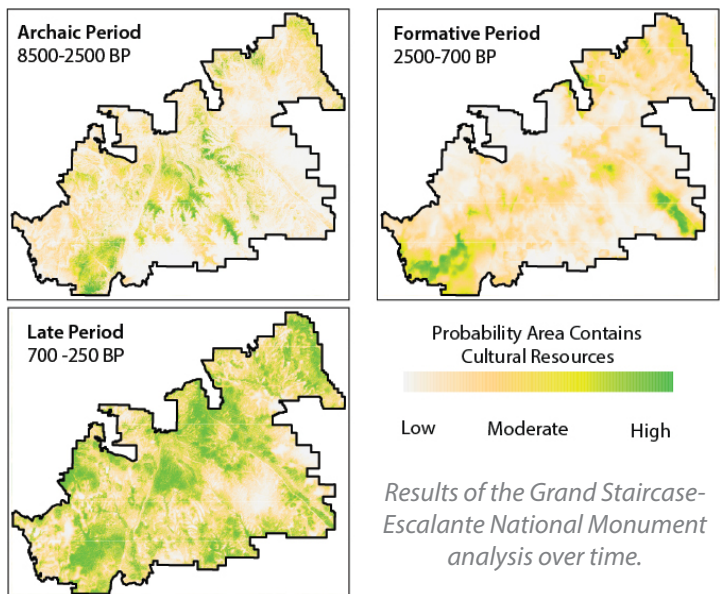 Archaic Period
8500-2500 BP
Formative Period
2500-700 BP
Late Period
700 -250 BP
Probability Area Contains
Cultural Resources
Low Moderate High
Results of the Grand Staircase-
Escalante National Monument
analysis over time.